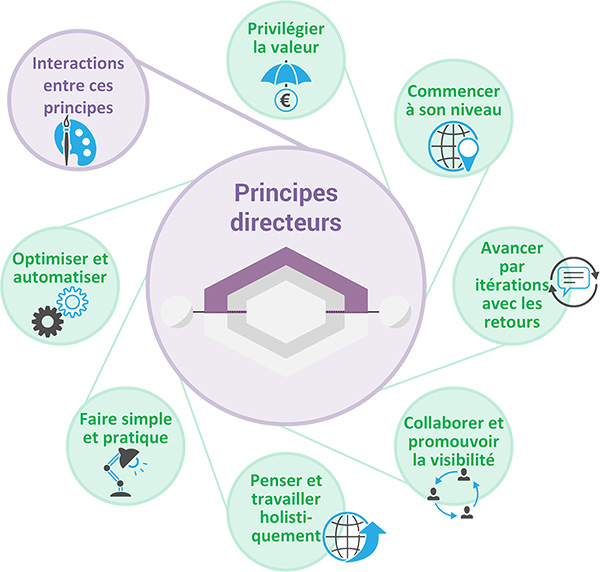 Principes
directeurs
Interactions
entre ces
principes
Privilégier
la valeur
€
Commencer
à son niveau
Avancer
par
itérations
avec les
retours
Collaborer et
promouvoir
la visibilité
Penser et
travailler
holisti-
quement
Faire simple
et pratique
Optimiser et
automatiser